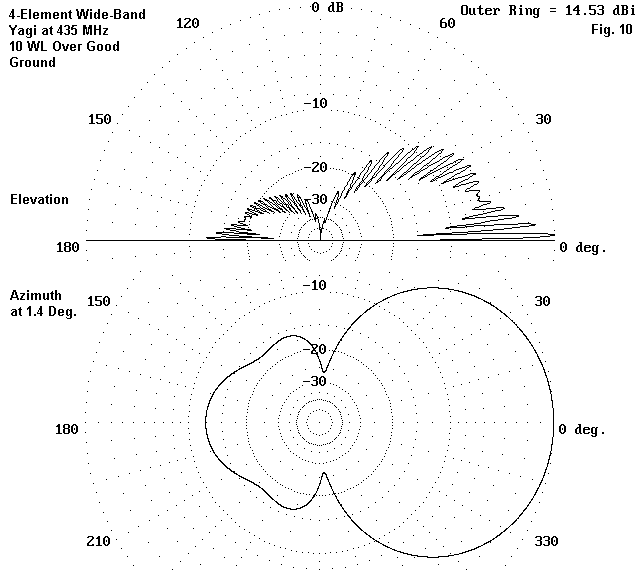 4-Element Wide-Band
Yagi at 435 MHz
10 WL Over Good
Ground
0 dB
Outer Ring = 14.53 dBi
Fig. 10
120
60
-10
150
30
-20
Elevation
-30
180
0 deg.
Azimuth
at 1.4 Deg.
-10
150
30
-20
-30
180
0 deg.
210
330